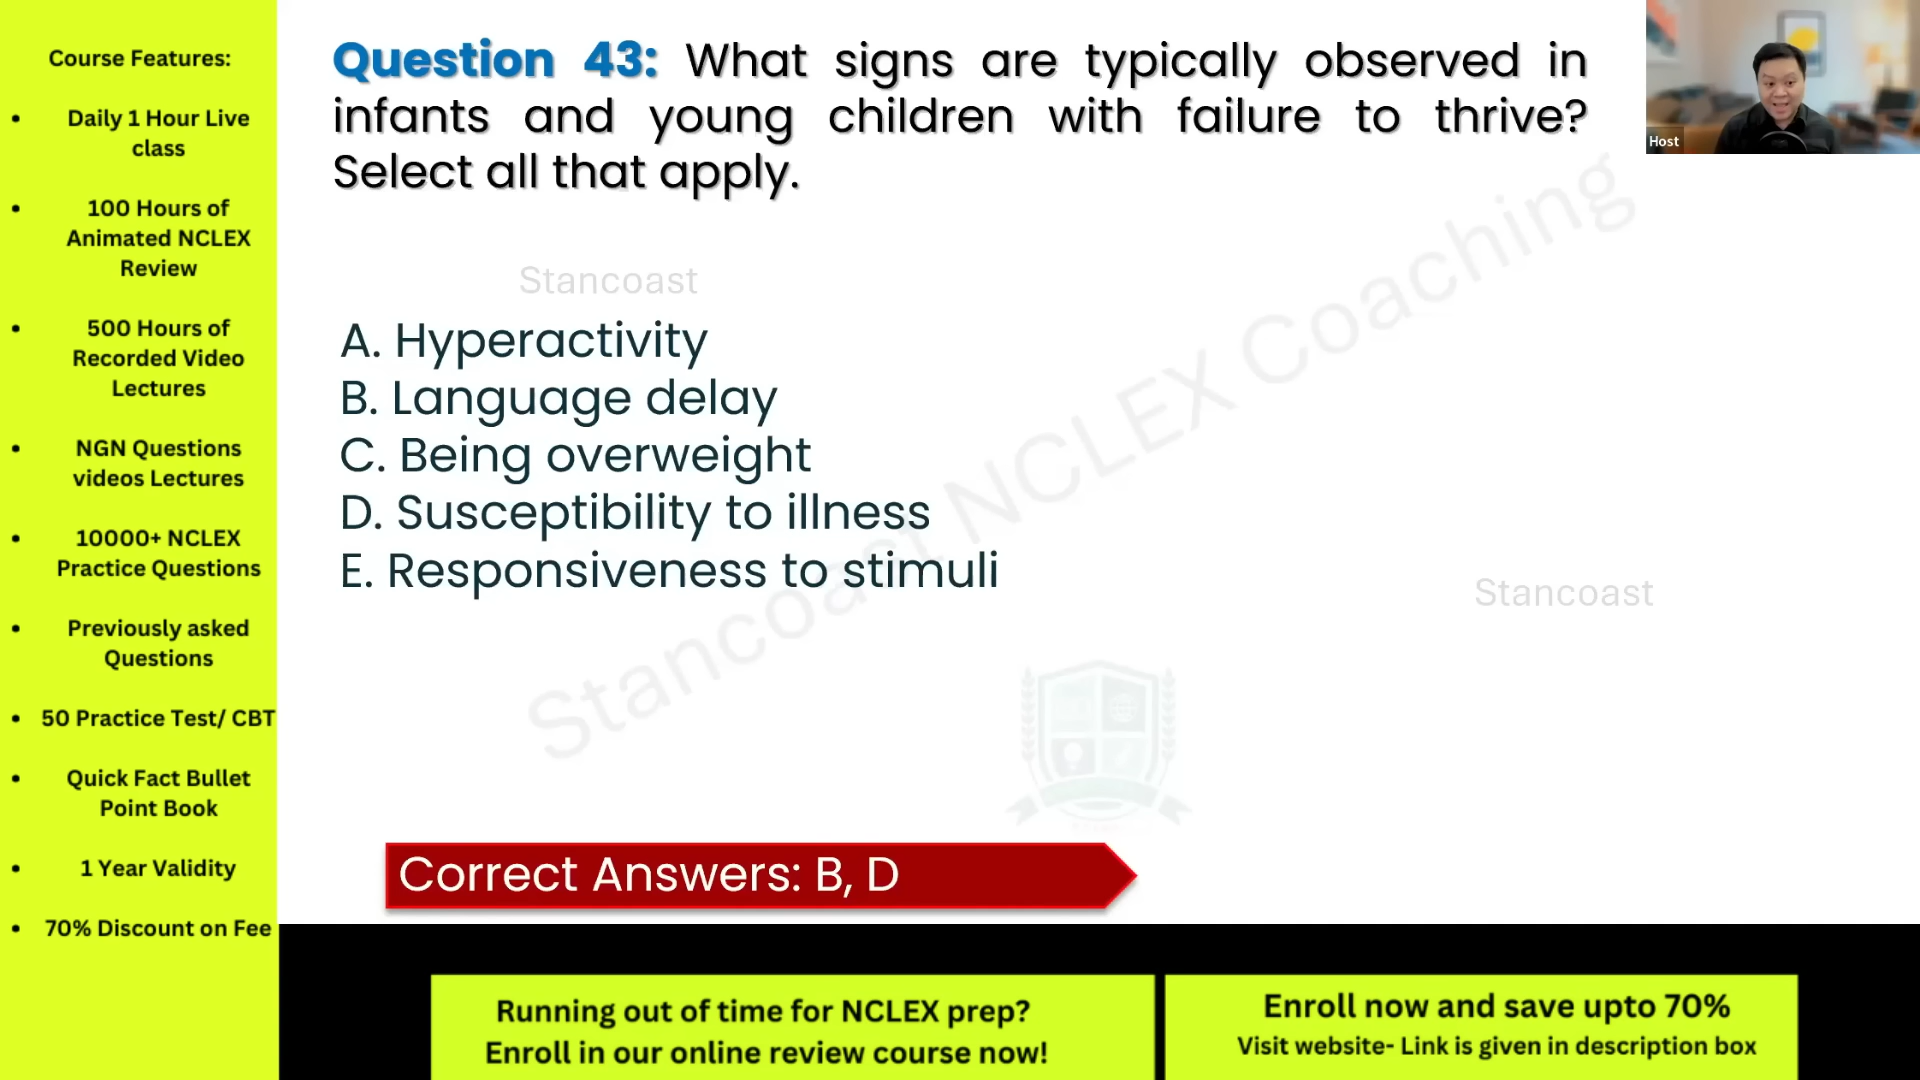 Course Features:
• Daily 1 Hour Live
class
• 100 Hours of
Animated NCLEX
Review
• 500 Hours of
Recorded Video
Lectures
• NGN Questions
videos Lectures
• 10000+ NCLEX
Practice Questions
• Previously asked
Questions
• 50 Practice Test/ CBT
• Quick Fact Bullet
Point Book
• 1 Year Validity
• 70% Discount on Fee
Question 43: What signs are typically observed in
infants and young children with failure to thrive?
Select all that apply.
Host
Stancoast
A. Hyperactivity
B. Language delay
C. Being overweight
D. Susceptibility to illness
E. Responsiveness to stimuli
Stancoast NCLEX Coaching
Stancoast
Correct Answers: B, D
Running out of time for NCLEX prep?
Enroll in our online review course now!
Enroll now and save upto 70%
Visit website- Link is given in description box